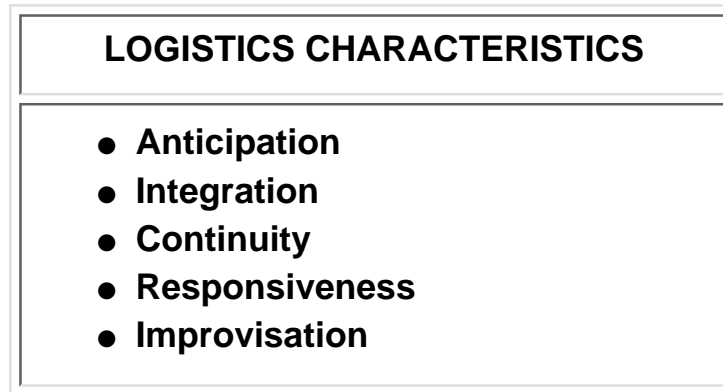 LOGISTICS CHARACTERISTICS
● Anticipation
● Integration
● Continuity
● Responsiveness
● Improvisation